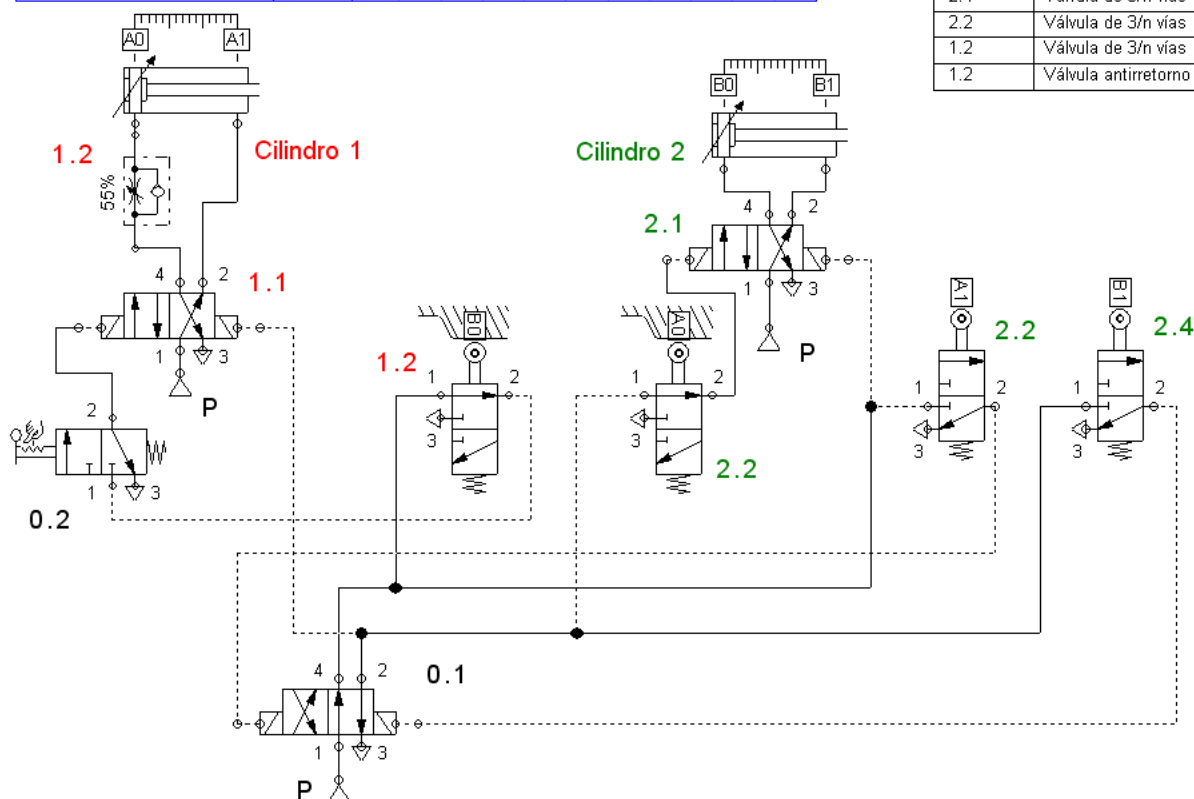 2.2 Válvula de 3/n vías
1.2 Válvula de 3/n vías
1.2 Válvula antirretorno
A0 A1
B0 B1
1.2
Cilindro 1
Cilindro 2
55%
4 2
2.1
4 2
1.1
1 3
P
1 3
P
B0
A0
A1
B1
1.2
2.2
2.4
1 2
3
1 2
3
2.2
1 2
3
1 2
3
2
1 3
0.2
4 2
0.1
1 3
P